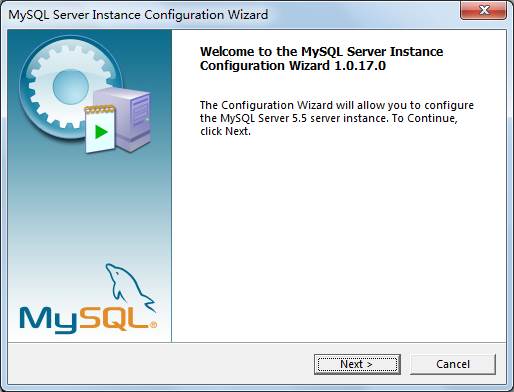 MySQL Server Instance Configuration Wizard
Welcome to the MySQL Server Instance
Configuration Wizard 1.0.17.0
The Configuration Wizard will allow you to configure
the MySQL Server 5.5 server instance. To Continue,
click Next.
MySQL®
Next >
Cancel